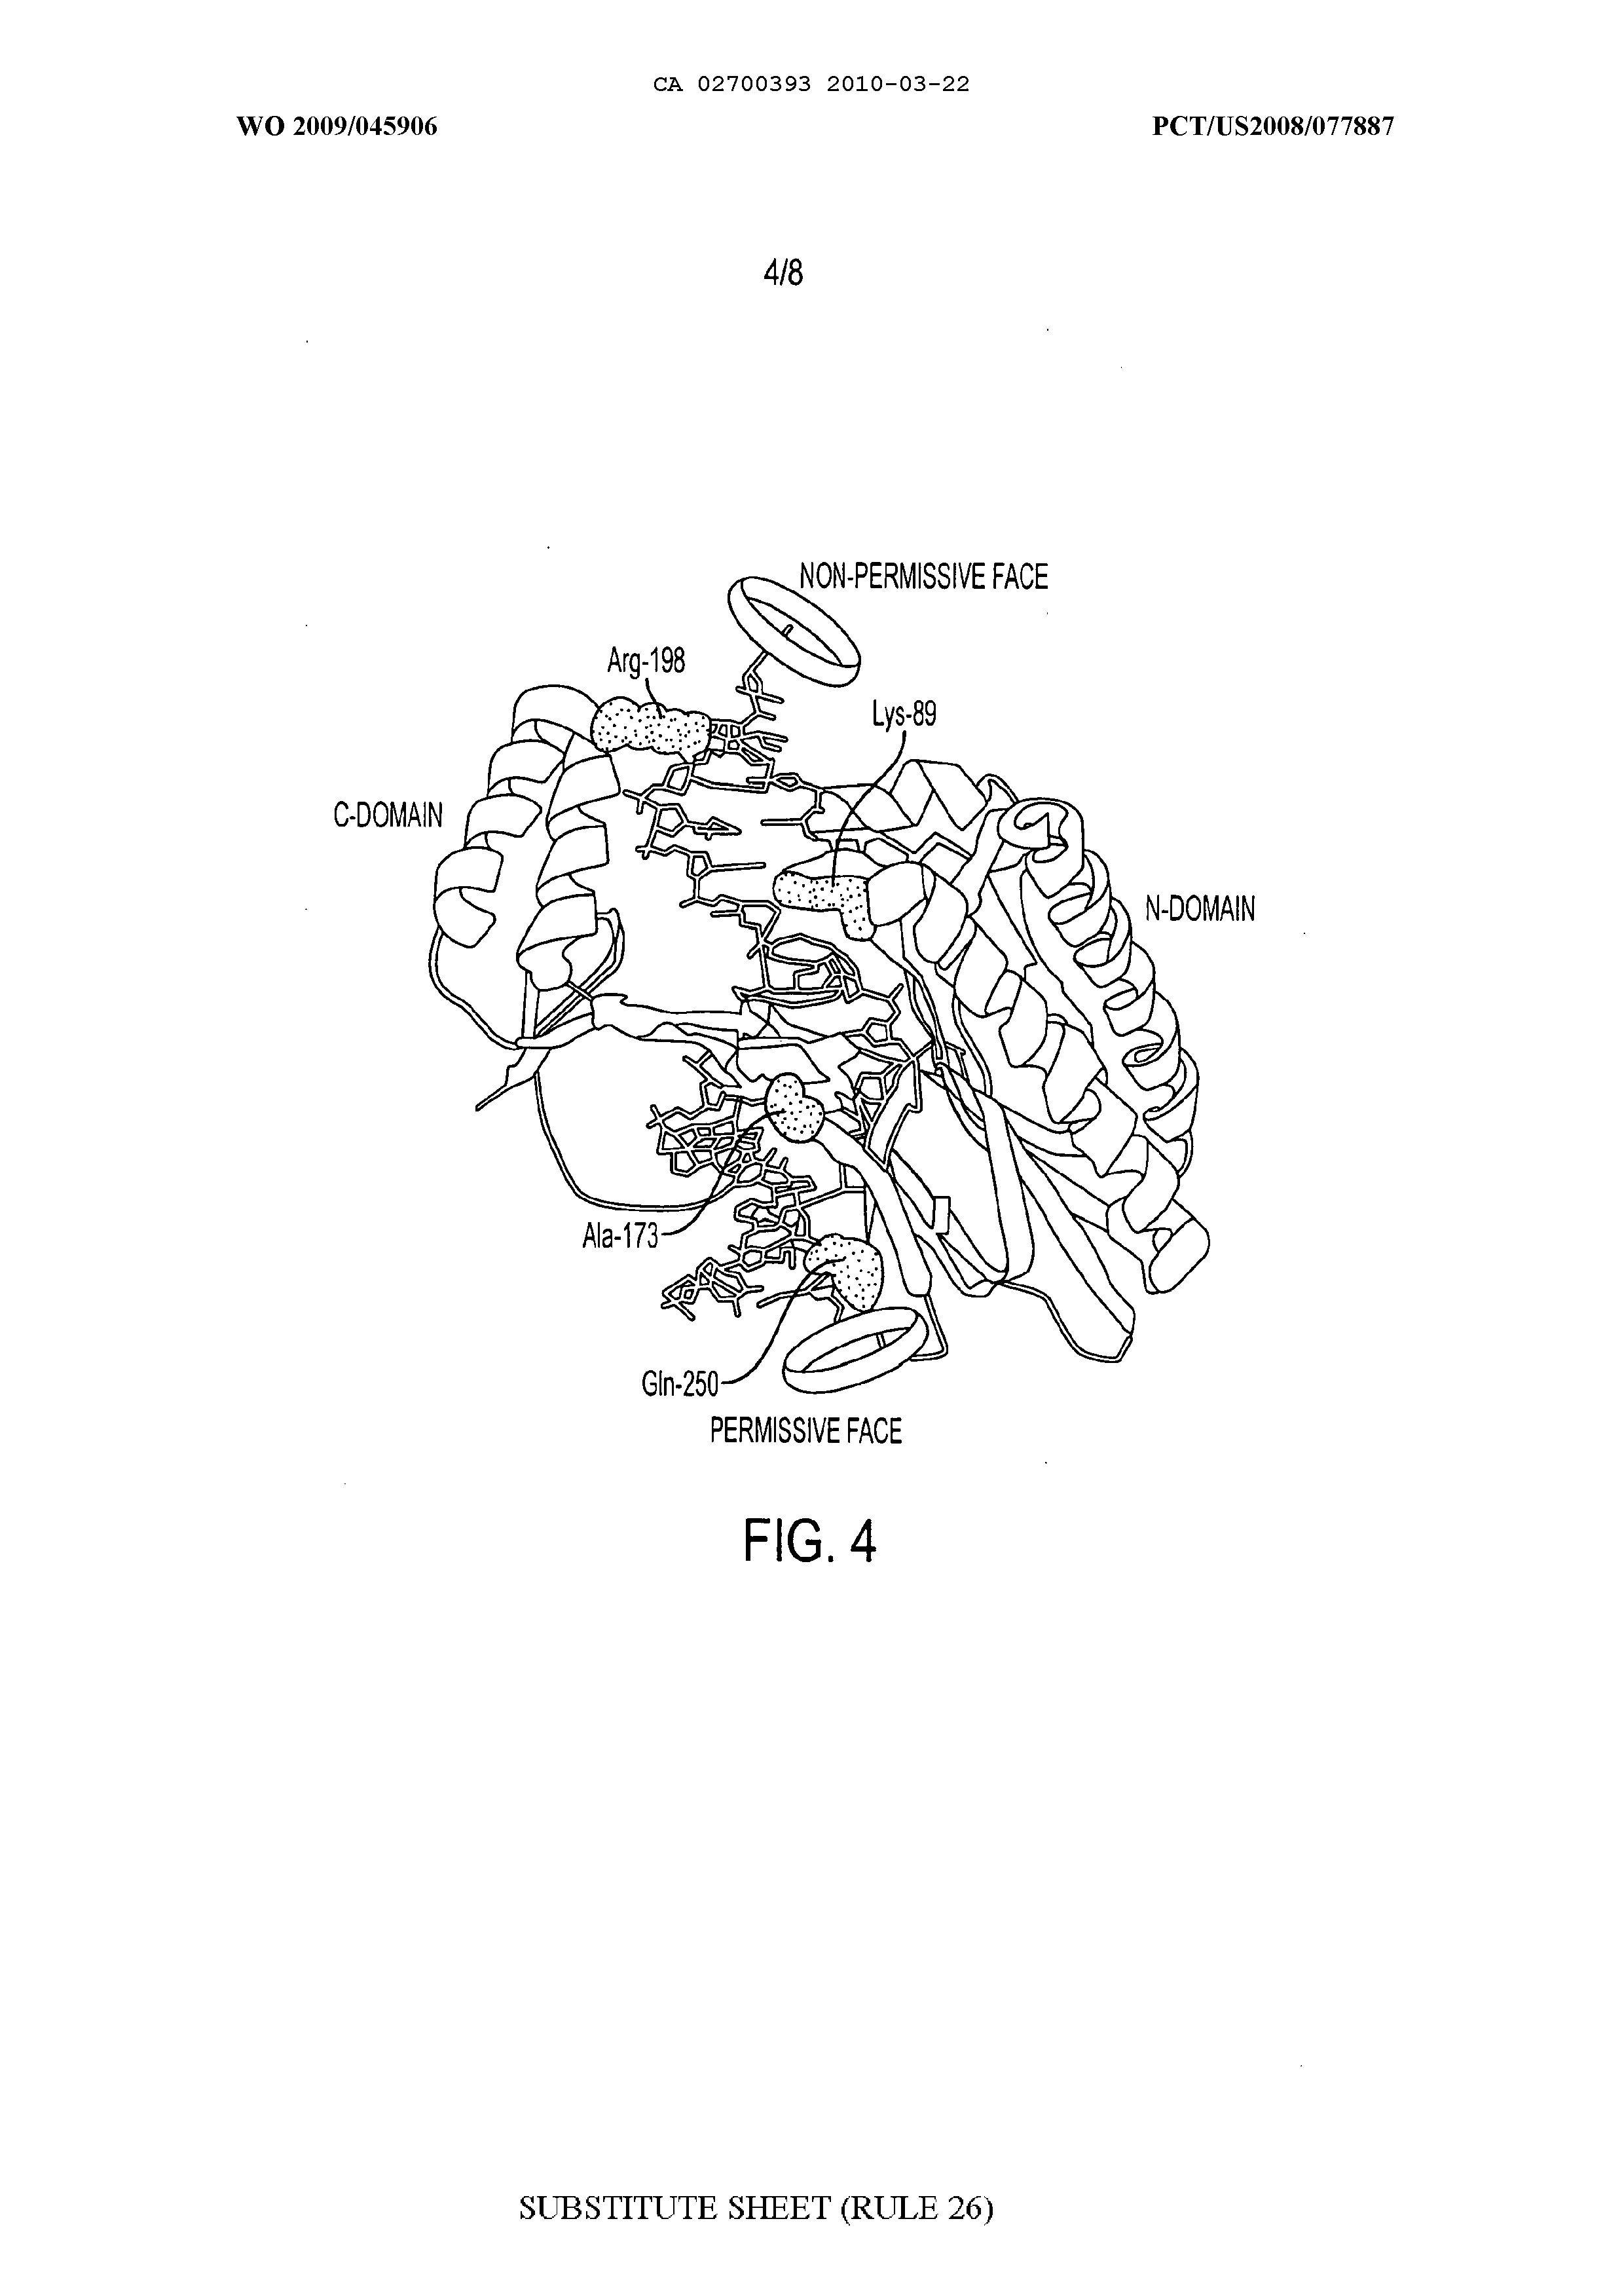 CA 02700393 2010-03-22
WO 2009/045906 PCT/US2008/077887
4/8
NON-PERMISSIVE FACE
Arg-198
Lys-89
C-DOMAIN
N-DOMAIN
Ala-173
Gln-250
PERMISSIVE FACE
FIG. 4
SUBSTITUTE SHEET (RULE 26)